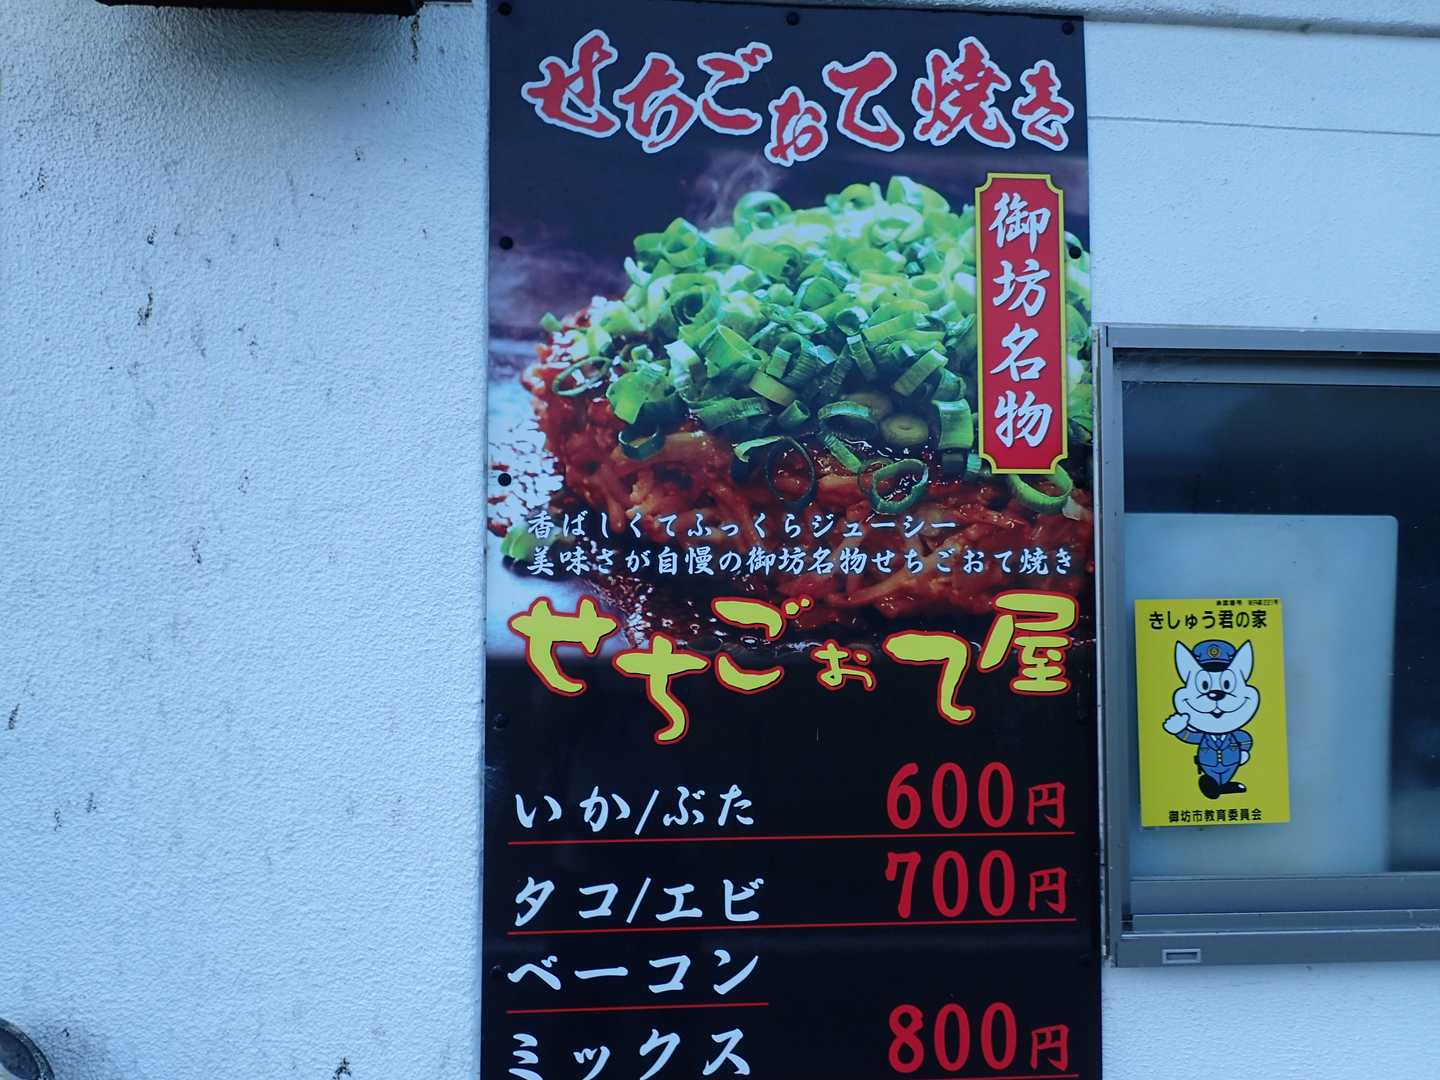 せちごおて焼き
御坊名物
香ばしくてふっくらジューシー
美味さが自慢の御坊名物せちごおて焼き
せちごおて屋
いか/ぶた 600円
タコ/エビ 700円
ベーコン
ミックス 800円
きしゅう君の家
御坊市教育委員会